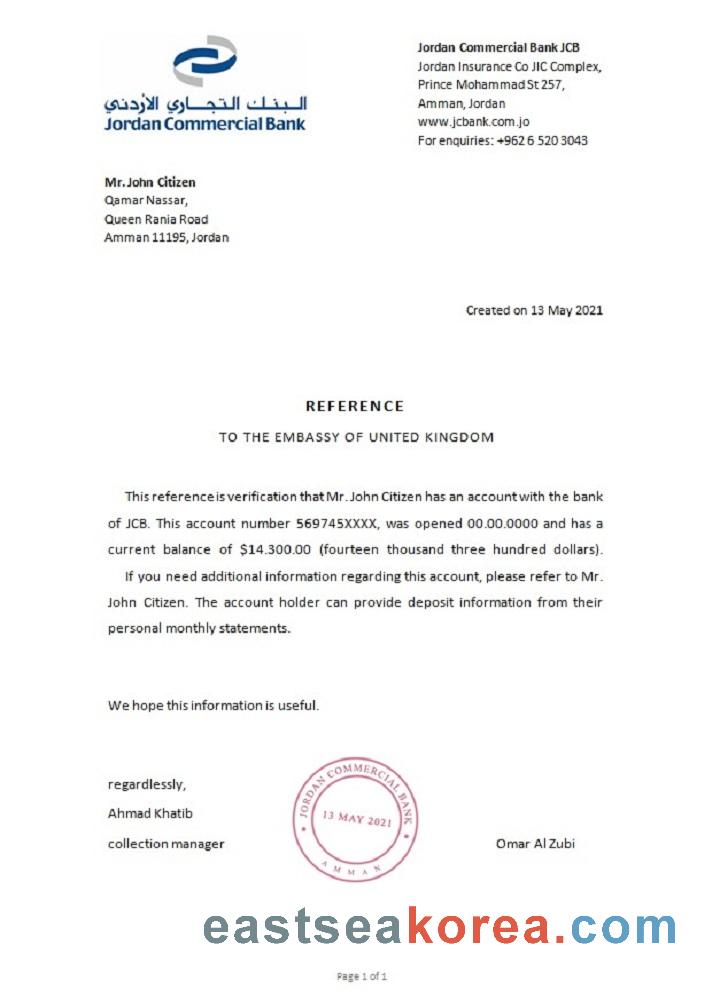 البنك التجاري الأردني
Jordan Commercial Bank
Jordan Commercial Bank JCB
Jordan Insurance Co JIC Complex,
Prince Mohammad St 257,
Amman, Jordan
www.jcbank.com.jo
For enquiries: +962 6 520 3043
Mr. John Citizen
Qamar Nassar,
Queen Rania Road
Amman 11195, Jordan
Created on 13 May 2021
REFERENCE
TO THE EMBASSY OF UNITED KINGDOM
This reference is verification that Mr. John Citizen has an account with the bank
of JCB. This account number 569745XXXX, was opened 00.00.0000 and has a
current balance of $14.300.00 (fourteen thousand three hundred dollars).
If you need additional information regarding this account, please refer to Mr.
John Citizen. The account holder can provide deposit information from their
personal monthly statements.
We hope this information is useful.
regardlessly,
Ahmad Khatib
collection manager
JORDAN COMMERCIAL BANK
13 MAY 2021
AMMAN
Omar Al Zubi
eastseakorea.com
Page 1 of 1